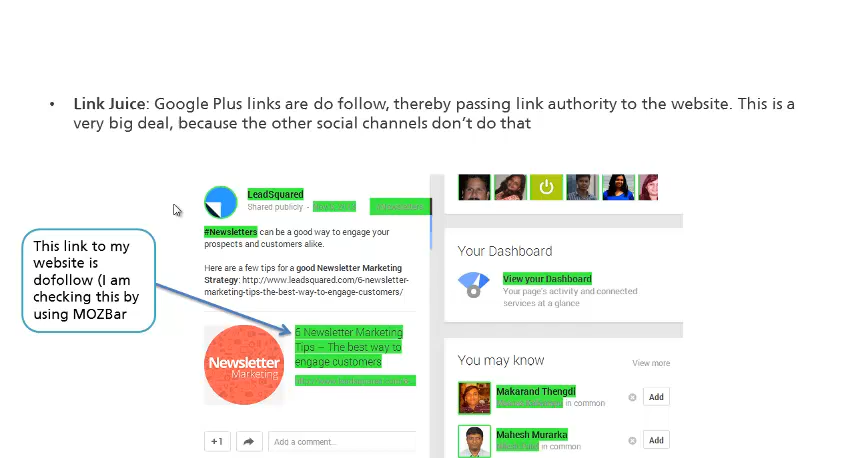 • Link Juice: Google Plus links are do follow, thereby passing link authority to the website. This is a
very big deal, because the other social channels don't do that
This link to my
website is
dofollow (I am
checking this by
using MOZBar
LeadSquared
Shared publicly -
#Newsletters can be a good way to engage your
prospects and customers alike.
Here are a few tips for a good Newsletter Marketing
Strategy: http://www.leadsquared.com/6-newsletter-
marketing-tips-the-best-way-to-engage-customers/
Newsletter
Marketing
6 Newsletter Marketing
Tips – The best way to
engage customers
+1
Add a comment...
Your Dashboard
View your Dashboard
Your page's activity and connected
services at a glance
You may know
View more
Makarand Thengdi
in common
Add
Mahesh Murarka
in common
Add